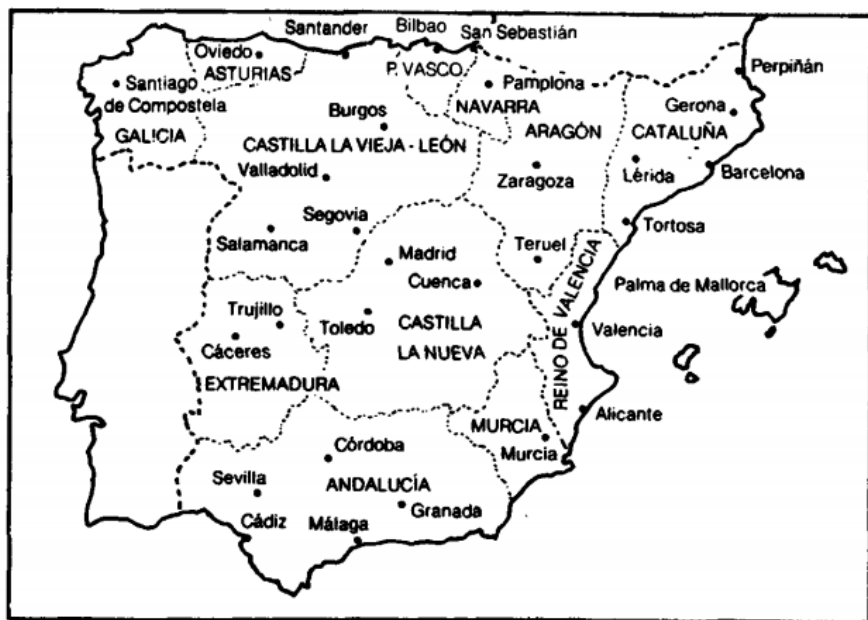 Santander
Bilbao
San Sebastián
Oviedo
ASTURIAS
P. VASCO
Perpiñán
Santiago
de Compostela
Pamplona
NAVARRA
Gerona
Burgos
GALICIA
ARAGÓN
CATALUÑA
CASTILLA LA VIEJA - LEÓN
Valladolid
Zaragoza
Lérida
Barcelona
Segovia
Salamanca
Tortosa
Madrid
Teruel
Cuenca
REINO DE VALENCIA
Palma de Mallorca
Trujillo
Toledo
CASTILLA
LA NUEVA
Valencia
Cáceres
EXTREMADURA
Alicante
MURCIA
Murcia
Córdoba
Sevilla
ANDALUCÍA
Cádiz
Málaga
Granada